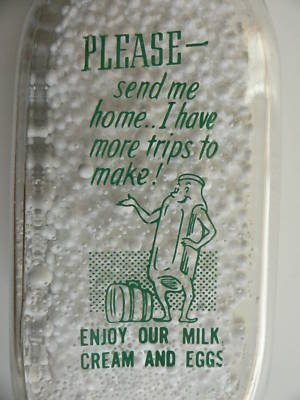 PLEASE—
send me
home..I have
more trips to
make!
ENJOY OUR MILK,
CREAM AND EGGS